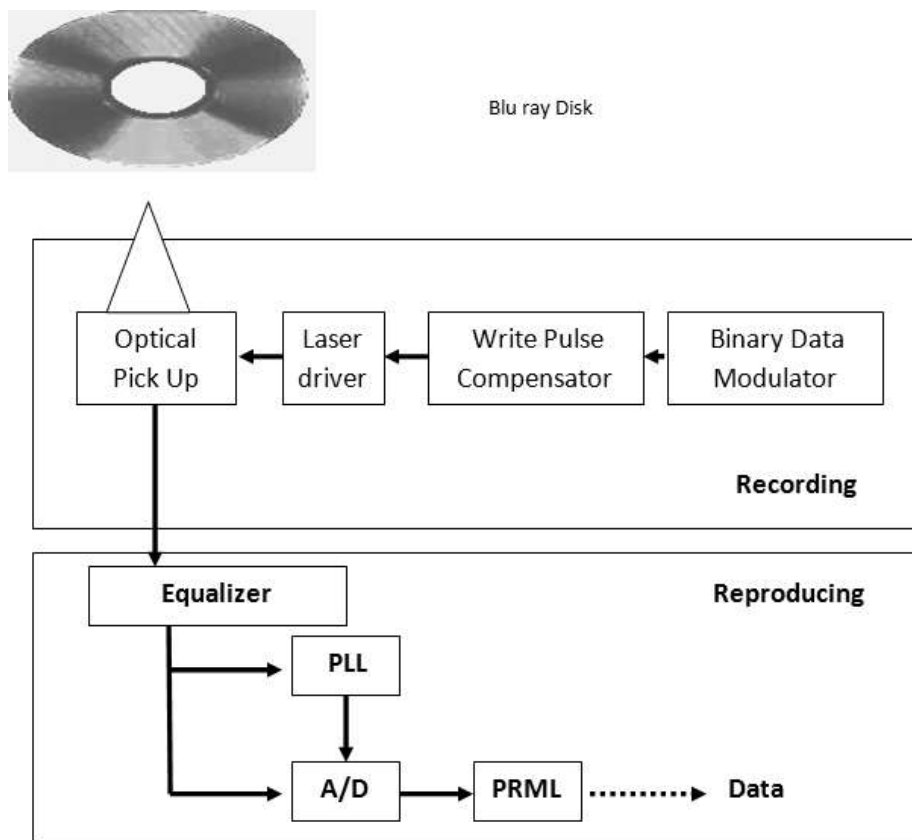 Blu ray Disk
Optical
Pick Up
Laser
driver
Write Pulse
Compensator
Binary Data
Modulator
Recording
Equalizer
Reproducing
PLL
A/D
PRML
Data